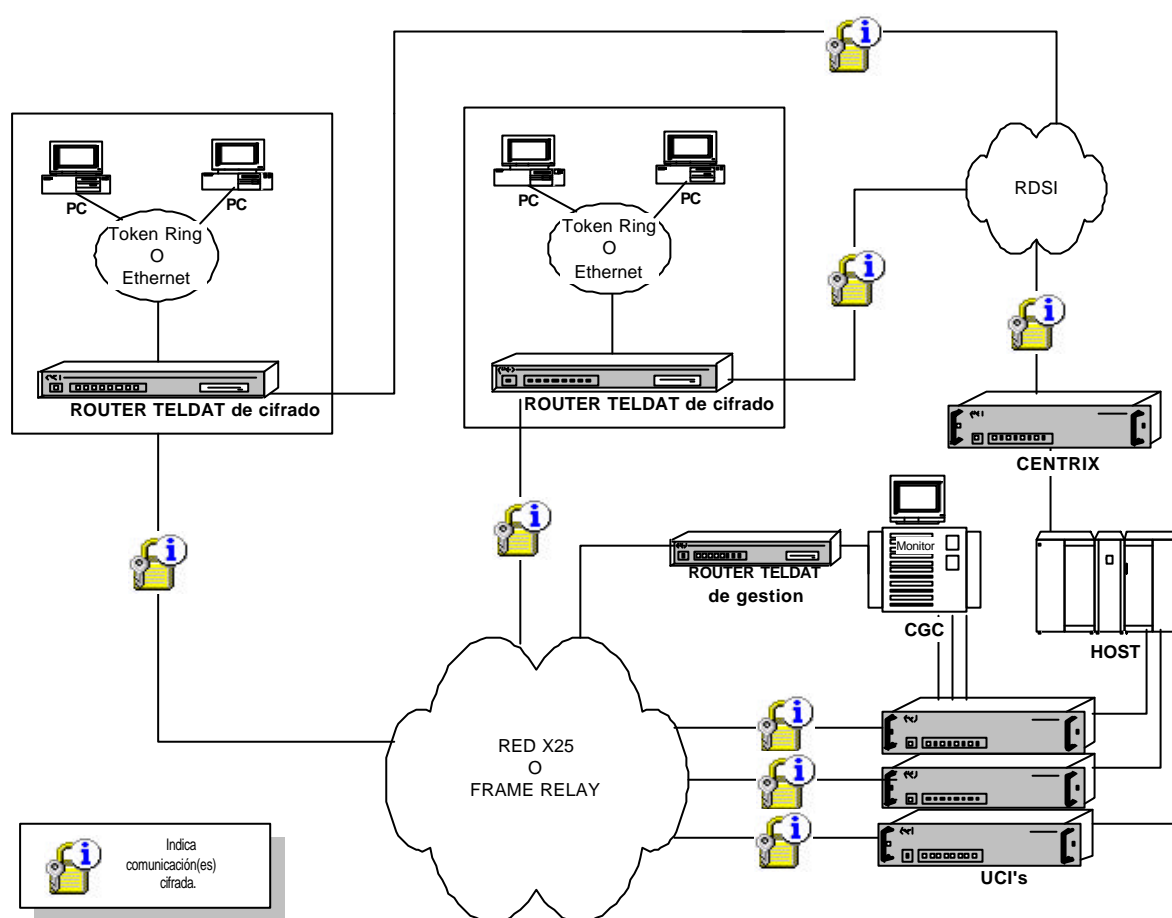 PC
PC
Token Ring
O
Ethernet
ROUTER TELDAT de cifrado
PC
PC
Token Ring
O
Ethernet
ROUTER TELDAT de cifrado
RDSI
CENTRIX
ROUTER TELDAT
de gestion
Monitor
CGC
HOST
RED X25
O
FRAME RELAY
UCI's
Indica
comunicación(es)
cifrada.